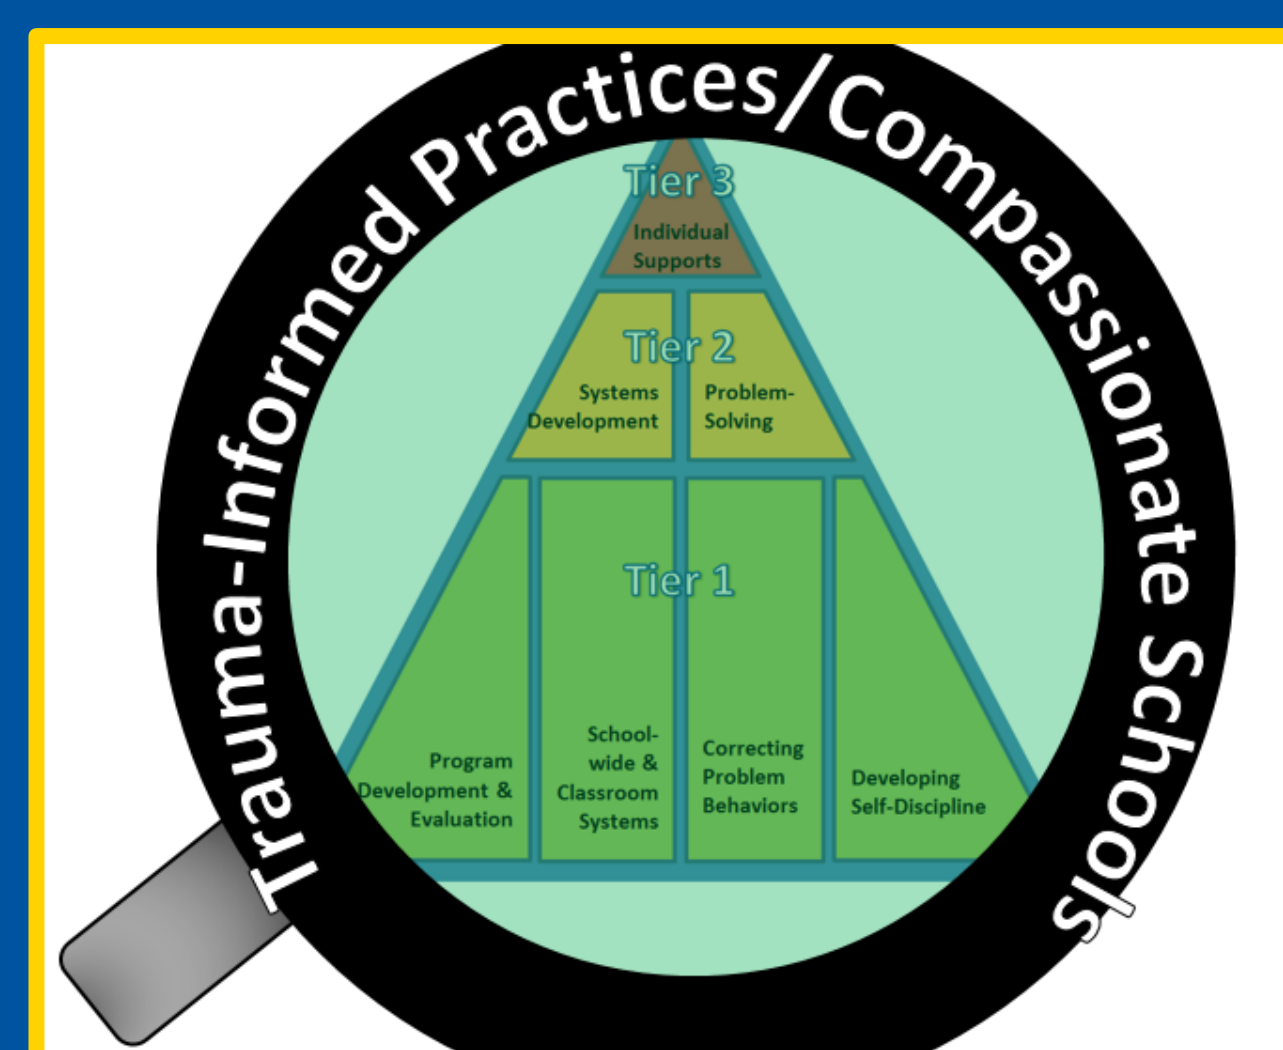 Trauma-Informed Practices/Compassionate Schools
Tier 3
Individual
Supports
Tier 2
Systems
Development
Problem-
Solving
Tier 1
Program
Development &
Evaluation
School-
wide &
Classroom
Systems
Correcting
Problem
Behaviors
Developing
Self-Discipline